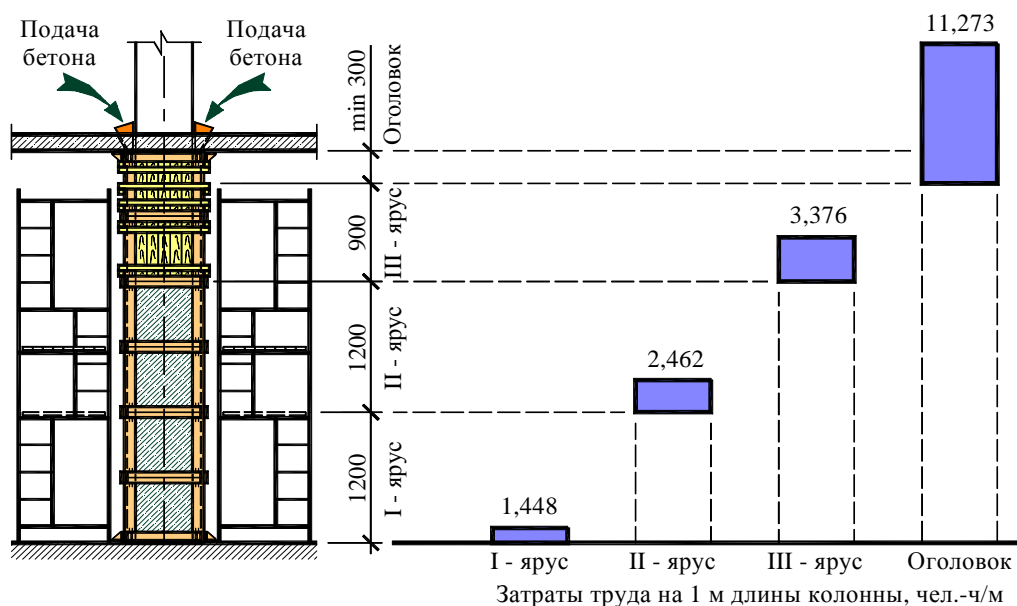 Подача
бетона
Подача
бетона
min 300
Оголовок
900
III - ярус
1200
II - ярус
1200
I - ярус
11,273
3,376
2,462
1,448
I - ярус
II - ярус
III - ярус
Оголовок
Затраты труда на 1 м длины колонны, чел.-ч/м